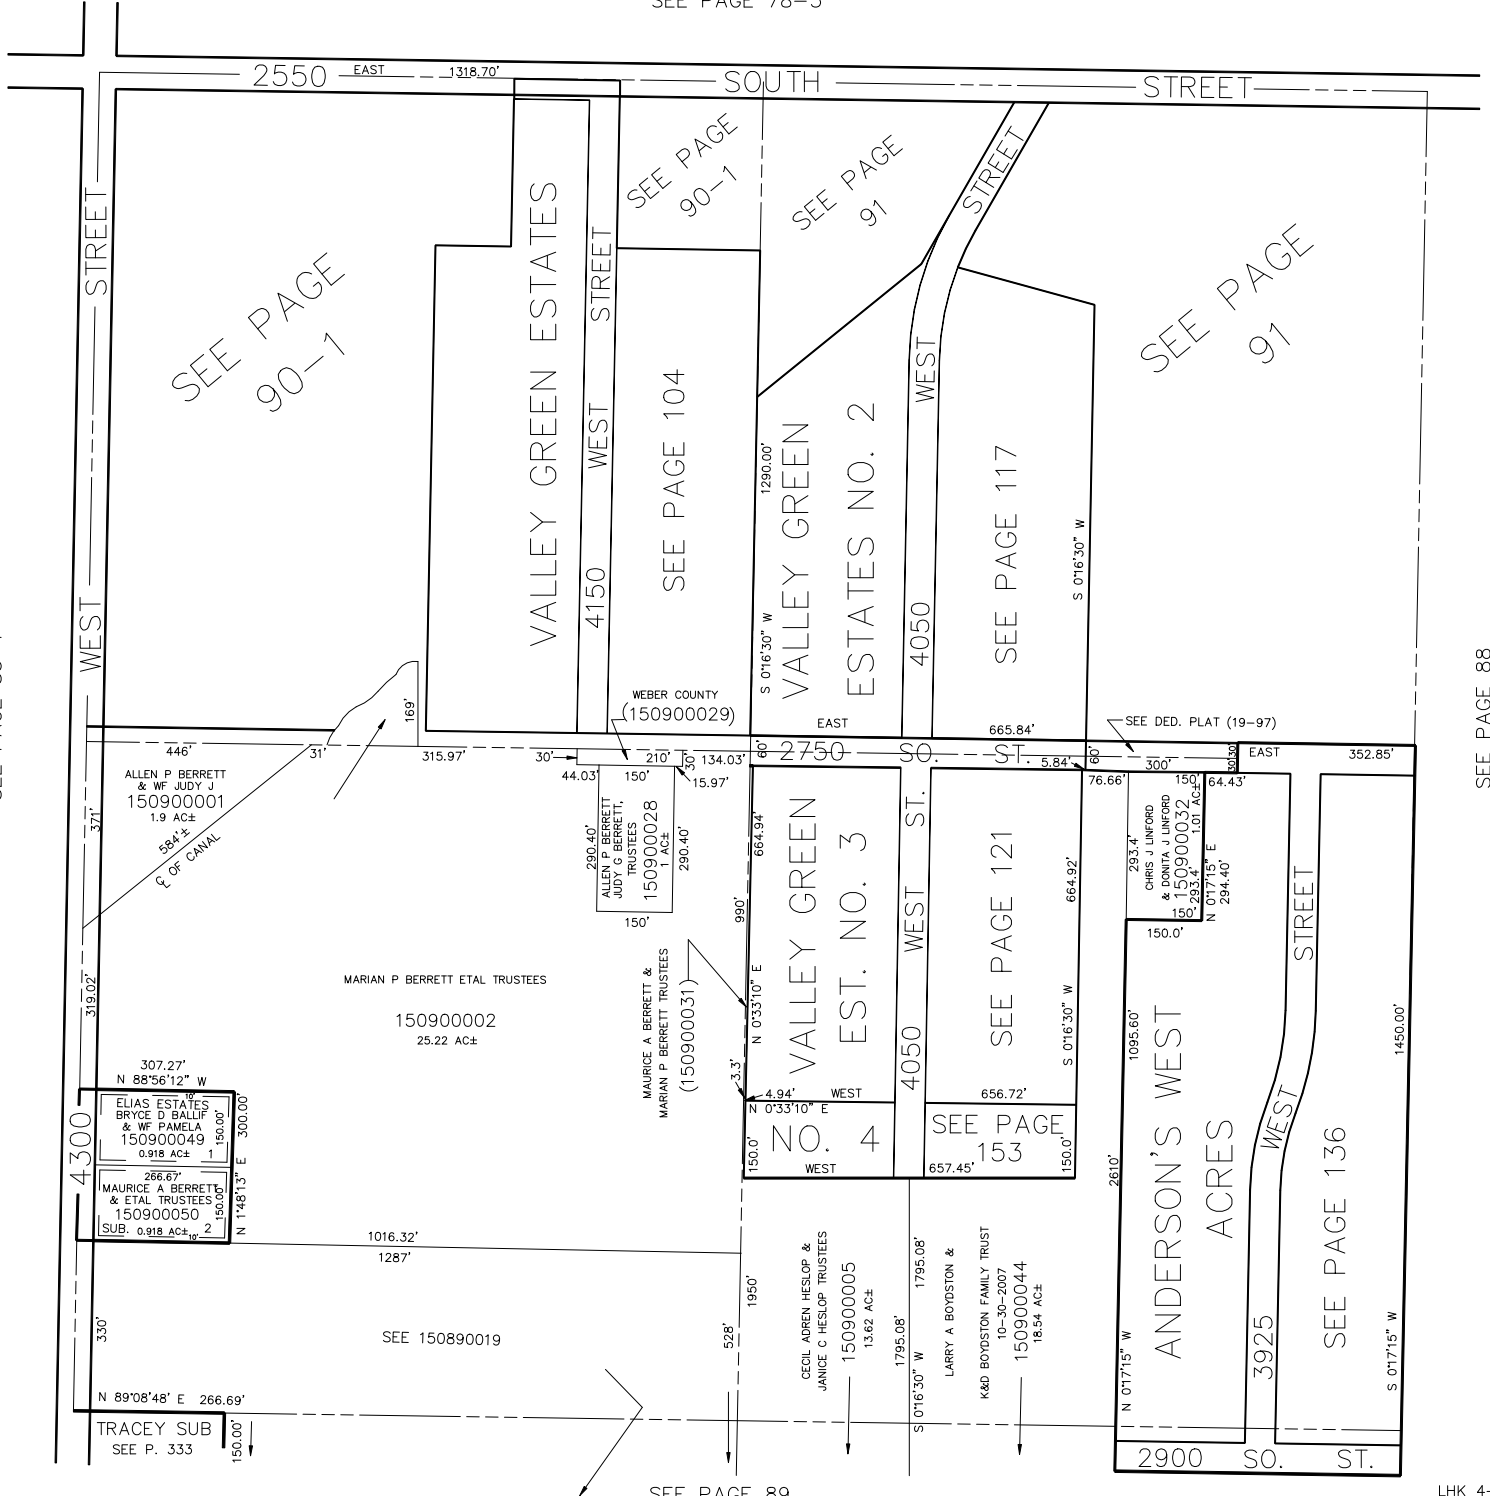 SEE PAGE 78-5
2550
EAST
1318.70'
SOUTH
STREET
STREET
WEST
4300
SEE PAGE
90-1
VALLEY GREEN ESTATES
STREET
WEST
4150
SEE PAGE
90-1
SEE PAGE 104
SEE PAGE
91
STREET
WEST
4050
1290.00'
S 0°16'30" W
VALLEY GREEN
ESTATES NO. 2
SEE PAGE 117
S 0°16'30" W
SEE PAGE
91
SEE PAGE 88
WEBER COUNTY
(150900029)
EAST
665.84'
SEE DED. PLAT (19-97)
169'
446'
31'
315.97'
30'
210'
30'
134.03'
60'
2750 SO. ST.
5.84'
60'
300'
30'
30'
EAST
352.85'
44.03'
150'
15.97'
76.66'
150'
64.43'
ALLEN P BERRETT
& WF JUDY J
150900001
1.9 AC±
371'
584'±
℄ OF CANAL
290.40'
ALLEN P BERRETT
JUDY G BERRETT,
TRUSTEES
150900028
1 AC±
290.40'
150'
664.94'
990'
N 0°33'10" E
VALLEY GREEN
EST. NO. 3
4050 WEST ST.
SEE PAGE 121
664.92'
S 0°16'30" W
293.4'
CHRIS J LINFORD
& DONITA J LINFORD
150900032
1.01 AC±
293.4'
N 0°17'15" E
294.40'
150'
150.0'
STREET
WEST
3925
319.02'
MARIAN P BERRETT ETAL TRUSTEES
150900002
25.22 AC±
MAURICE A BERRETT &
MARIAN P BERRETT TRUSTEES
(150900031)
3.3'
4.94'
WEST
656.72'
N 0°33'10" E
1095.60'
1450.00'
307.27'
N 88°56'12" W
10'
ELIAS ESTATES
BRYCE D BALLIF
& WF PAMELA
150900049
0.918 AC±
1
150.00'
300.00'
N 1°48'13" E
266.67'
MAURICE A BERRETT
& ETAL TRUSTEES
150900050
SUB.
0.918 AC±
2
10'
150.00'
NO. 4
150.0'
WEST
SEE PAGE
153
657.45'
150.0'
2610'
ANDERSON'S WEST
ACRES
SEE PAGE 136
1016.32'
1287'
SEE 150890019
330'
1950'
528'
CECIL ADREN HESLOP &
JANICE C HESLOP TRUSTEES
150900005
13.62 AC±
1795.08'
1795.08'
S 0°16'30" W
LARRY A BOYDSTON &
K&D BOYDSTON FAMILY TRUST
10-30-2007
150900044
18.54 AC±
N 0°17'15" W
S 0°17'15" W
N 89°08'48" E
266.69'
TRACEY SUB
SEE P. 333
150.00'
2900 SO. ST.
SEE PAGE 89
LHK 4-